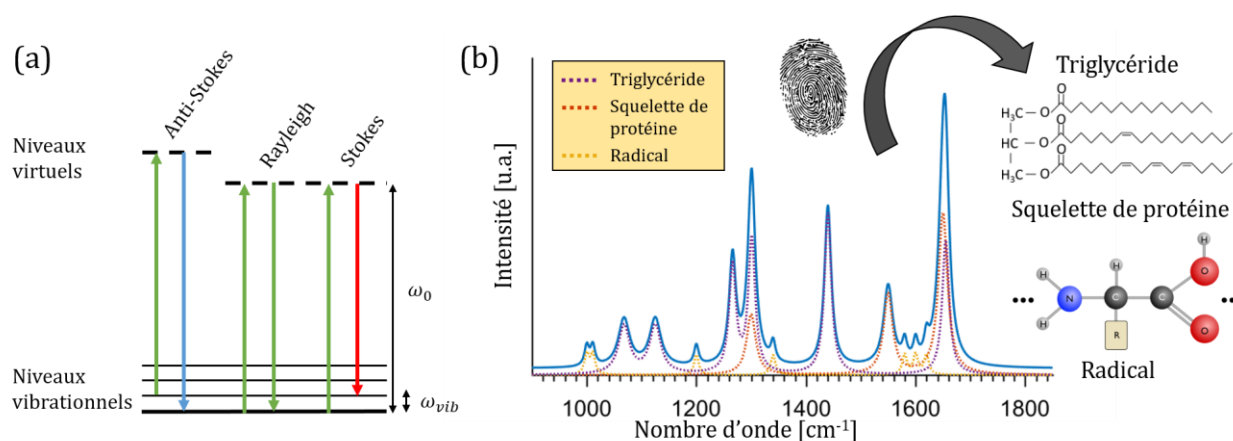 (a)
Anti-Stokes
Rayleigh
Stokes
Niveaux
virtuels
ω₀
Niveaux
vibrationnels
ωvib
(b)
Triglycéride
Squelette de
protéine
Radical
Intensité [u.a.]
1000 1200 1400 1600 1800
Nombre d'onde [cm⁻¹]
Triglycéride
O
H₃C — O
O
HC — O
O
H₃C — O
Squelette de protéine
H
H
O
... N C C ...
H
R
O
Radical